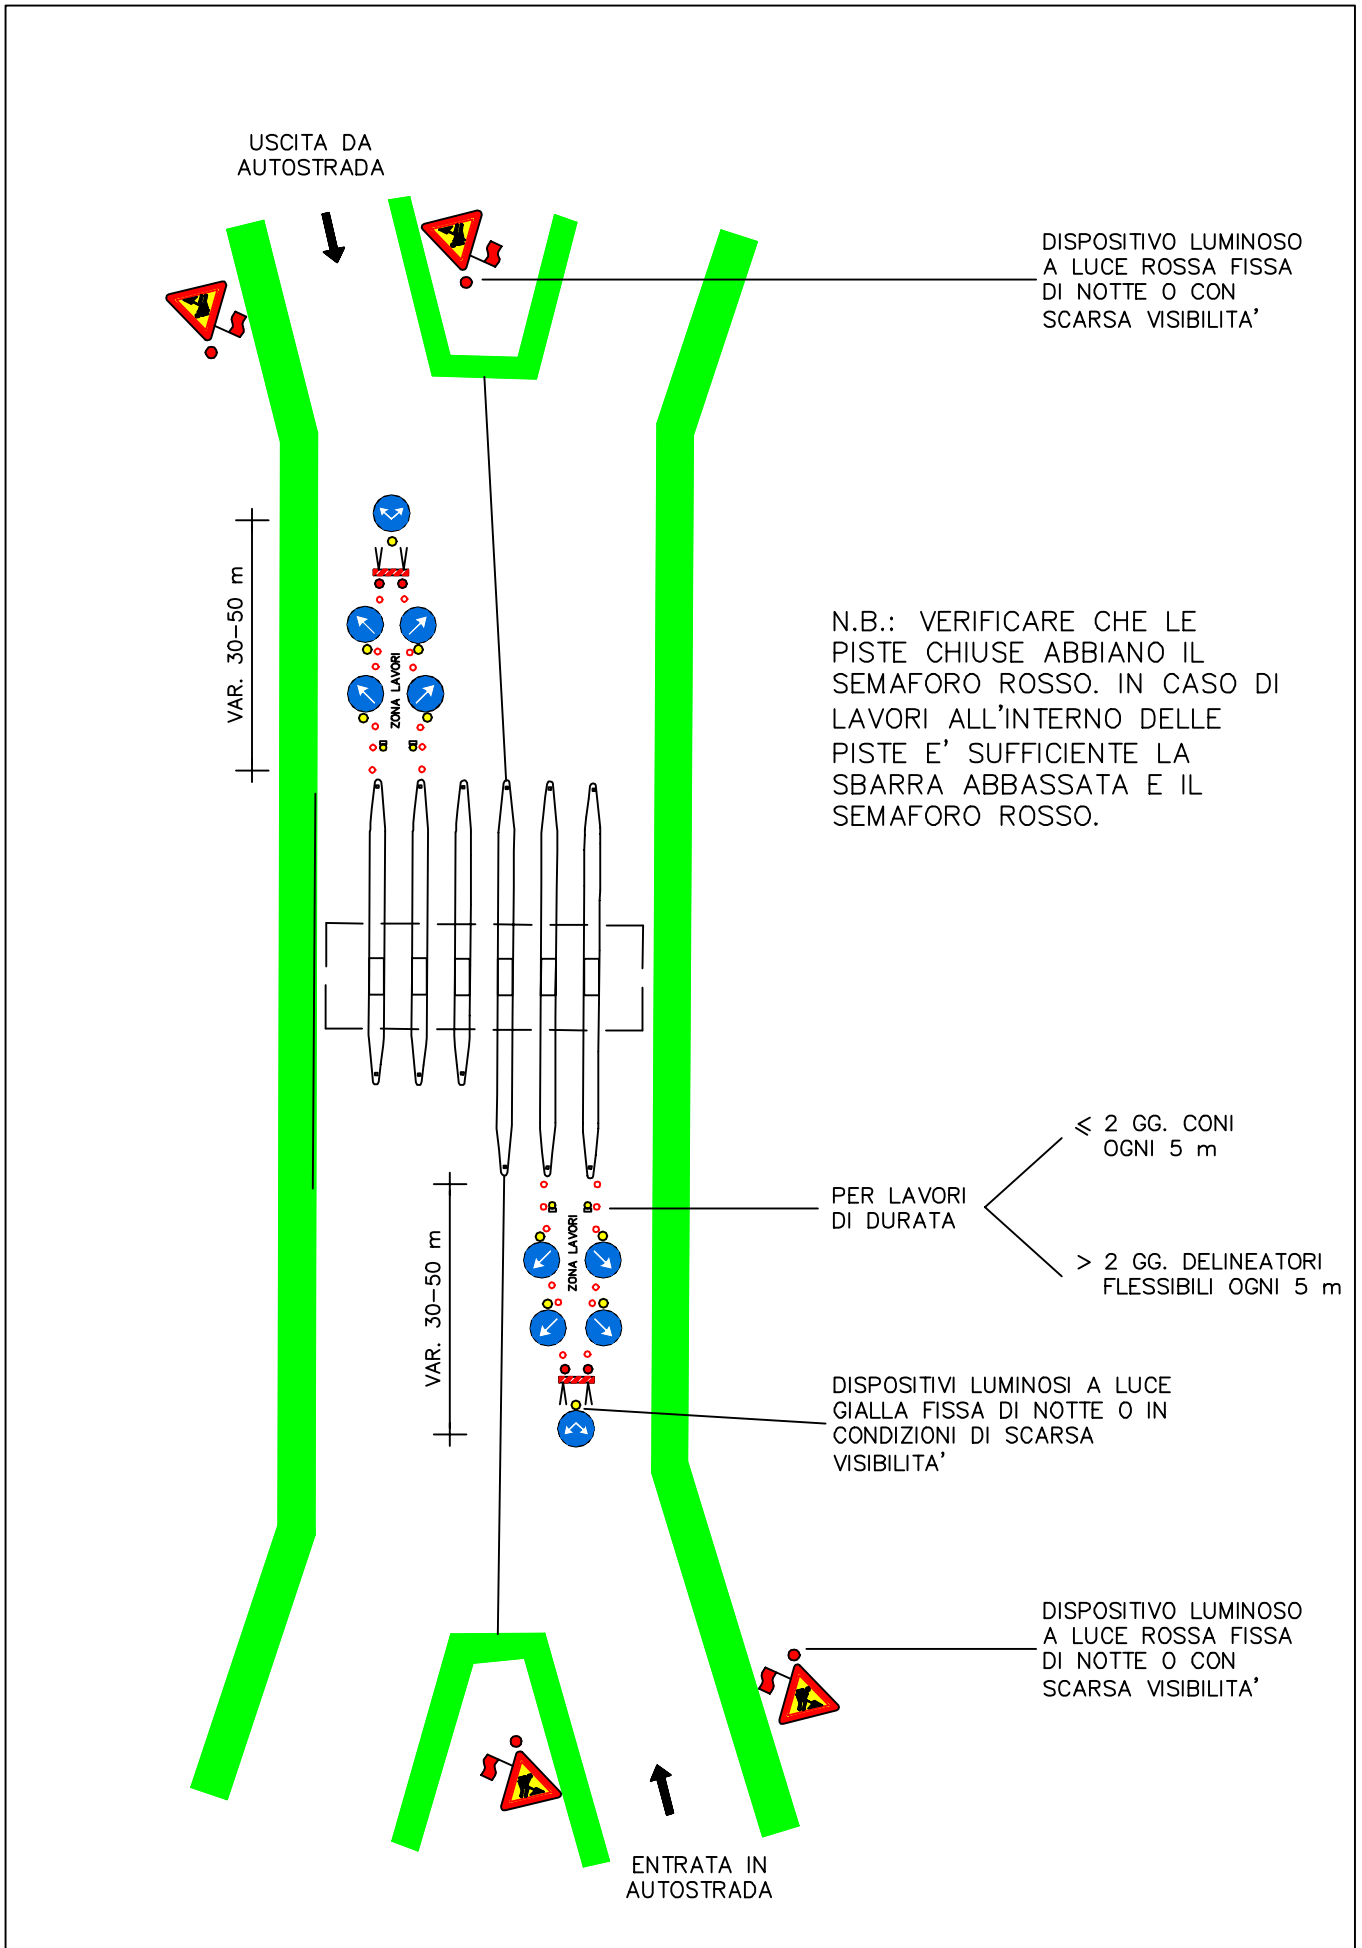 USCITA DA
AUTOSTRADA
DISPOSITIVO LUMINOSO
A LUCE ROSSA FISSA
DI NOTTE O CON
SCARSA VISIBILITA'
VAR. 30-50 m
ZONA LAVORI
N.B.: VERIFICARE CHE LE
PISTE CHIUSE ABBIANO IL
SEMAFORO ROSSO. IN CASO DI
LAVORI ALL'INTERNO DELLE
PISTE E' SUFFICIENTE LA
SBARRA ABBASSATA E IL
SEMAFORO ROSSO.
PER LAVORI
DI DURATA
⩽ 2 GG. CONI
OGNI 5 m
> 2 GG. DELINEATORI
FLESSIBILI OGNI 5 m
ZONA LAVORI
VAR. 30-50 m
DISPOSITIVI LUMINOSI A LUCE
GIALLA FISSA DI NOTTE O IN
CONDIZIONI DI SCARSA
VISIBILITA'
DISPOSITIVO LUMINOSO
A LUCE ROSSA FISSA
DI NOTTE O CON
SCARSA VISIBILITA'
ENTRATA IN
AUTOSTRADA